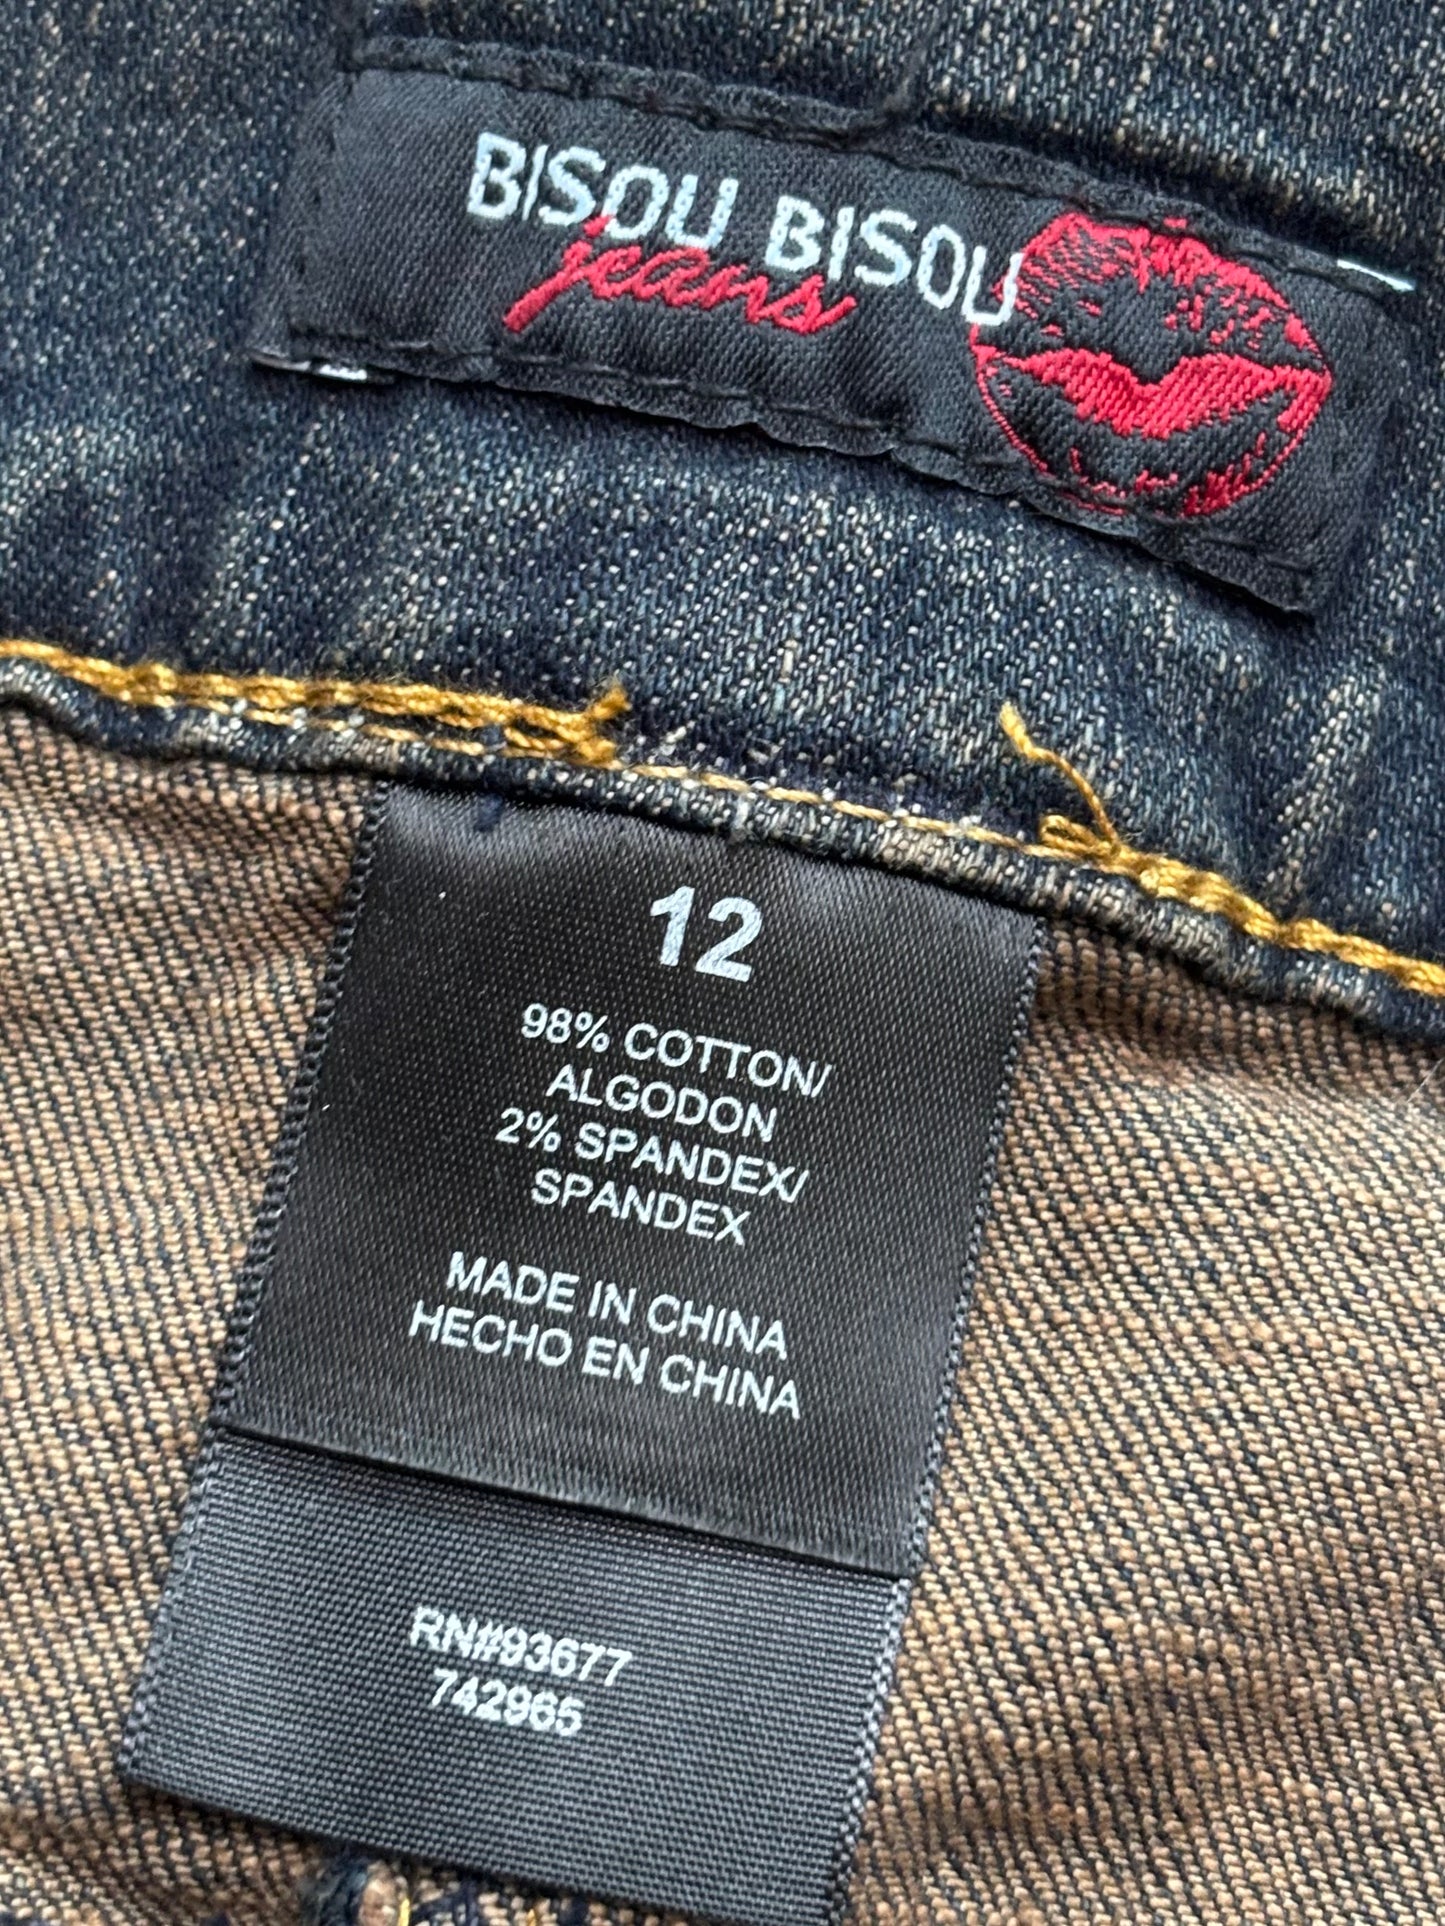 BISOU BISOU
jeans
12
98% COTTON/
ALGODON
2% SPANDEX/
SPANDEX
MADE IN CHINA
HECHO EN CHINA
RN#93677
742965